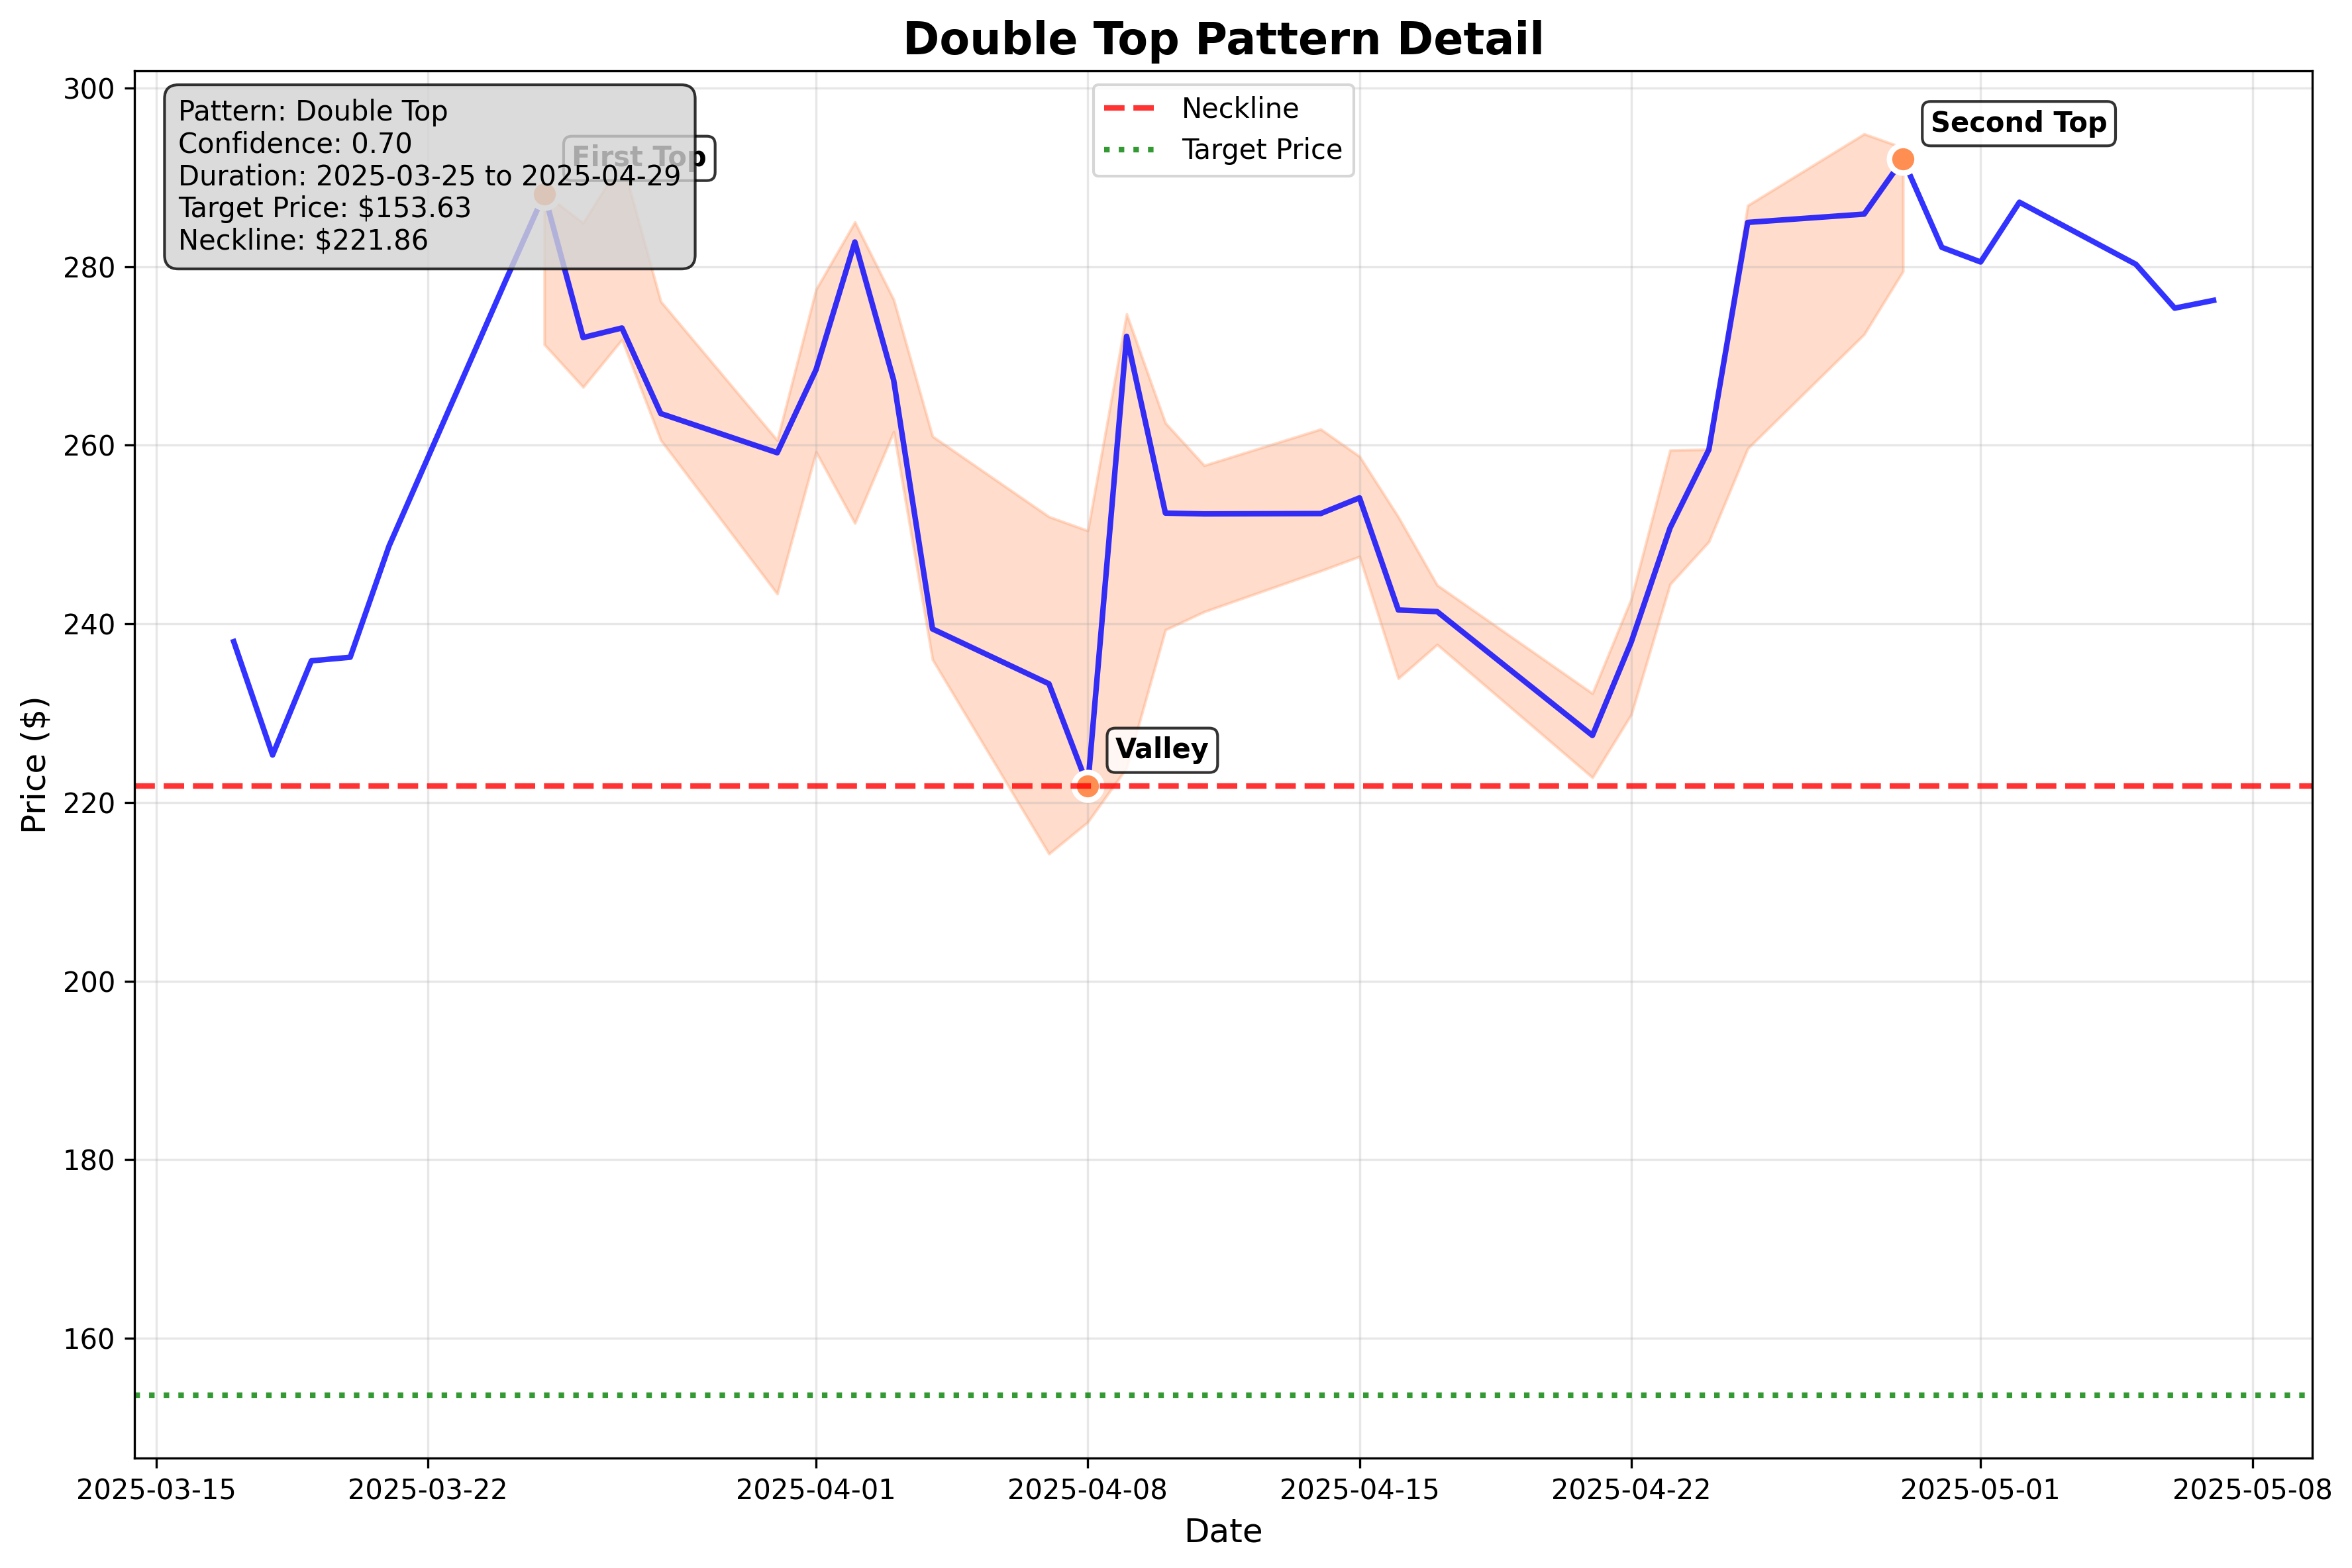 Double Top Pattern Detail
Pattern: Double Top
Confidence: 0.70
Duration: 2025-03-25 to 2025-04-29
Target Price: $153.63
Neckline: $221.86
First Top
Neckline
Target Price
Second Top
Valley
Price ($)
300
280
260
240
220
200
180
160
2025-03-15 2025-03-22 2025-04-01 2025-04-08 2025-04-15 2025-04-22 2025-05-01 2025-05-08
Date